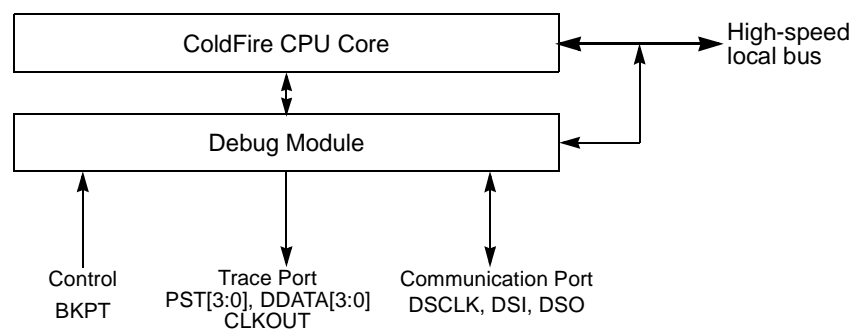 ColdFire CPU Core
High-speed
local bus
Debug Module
Control
BKPT
Trace Port
PST[3:0], DDATA[3:0]
CLKOUT
Communication Port
DSCLK, DSI, DSO